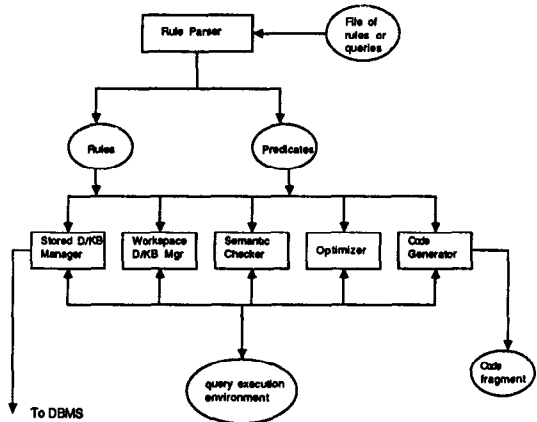 File of
rules or
queries
Rule Parser
Rules
Predicates
Stored D/KB
Manager
Workspace
D/KB Mgr
Semantic
Checker
Optimizer
Code
Generator
query execution
environment
Code
fragment
To DBMS